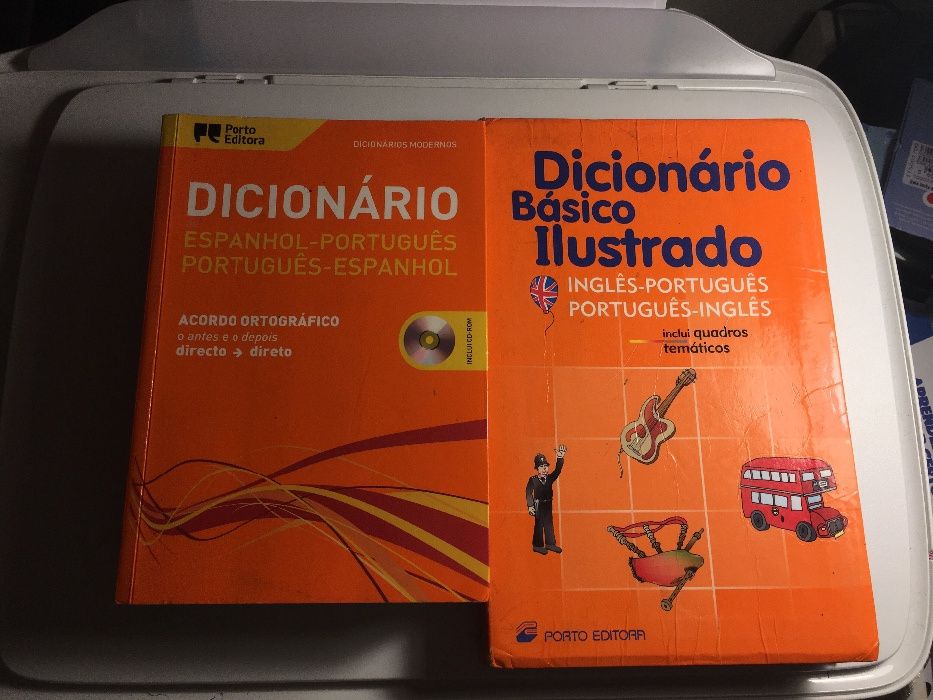 Porto
Editora
DICIONÁRIOS MODERNOS
DICIONÁRIO
ESPANHOL-PORTUGUÊS
PORTUGUÊS-ESPANHOL
ACORDO ORTOGRÁFICO
o antes e o depois
directo → direto
INCLUI CD-ROM
Dicionário
Básico
Ilustrado
INGLÊS-PORTUGUÊS
PORTUGUÊS-INGLÊS
inclui quadros
temáticos
PORTO EDITORA